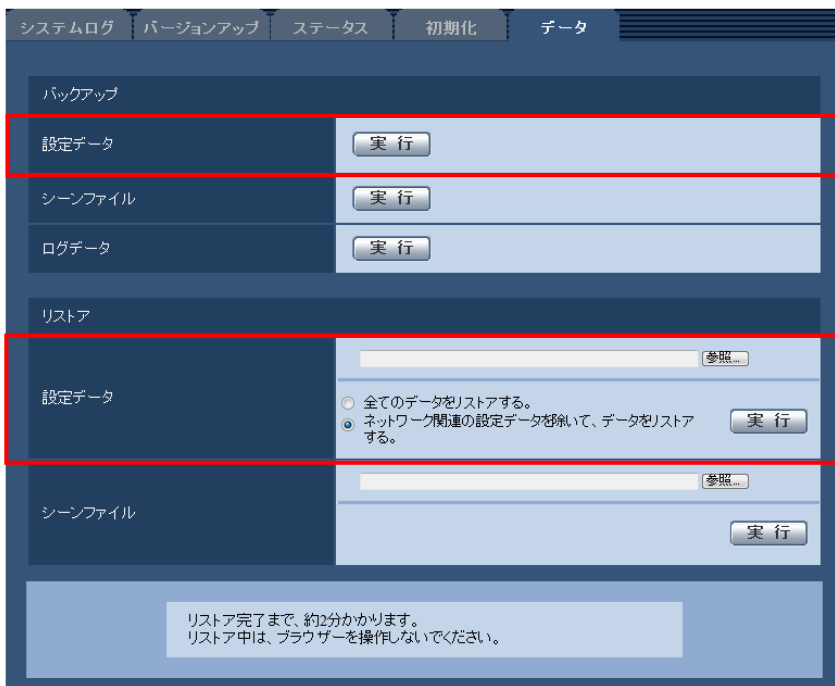 システムログ バージョンアップ ステータス 初期化 データ
バックアップ
設定データ 実 行
シーンファイル 実 行
ログデータ 実 行
リストア
参照...
設定データ
全てのデータをリストアする。
ネットワーク関連の設定データを除いて、データをリストア
する。
実 行
参照...
シーンファイル
実 行
リストア完了まで、約2分かかります。
リストア中は、ブラウザーを操作しないでください。